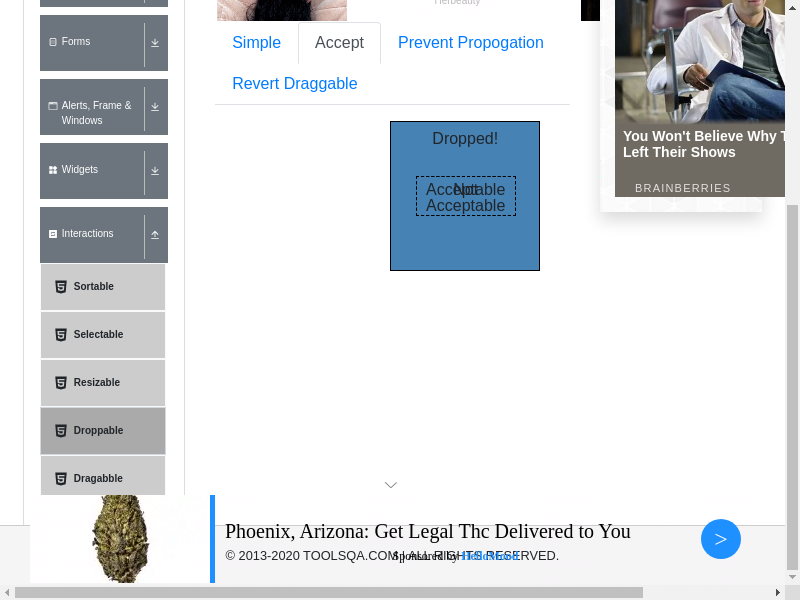 Herbeauty
Simple
Accept
Prevent Propogation
Revert Draggable
Forms
Alerts, Frame &
Windows
Widgets
Interactions
Sortable
Selectable
Resizable
Droppable
Dragabble
Dropped!
Acceptable
Not
Acceptable
You Won't Believe Why T
Left Their Shows
BRAINBERRIES
Phoenix, Arizona: Get Legal Thc Delivered to You
© 2013-2020 TOOLSQA.COM | ALL RIGHTS RESERVED.
Sponsored by
>